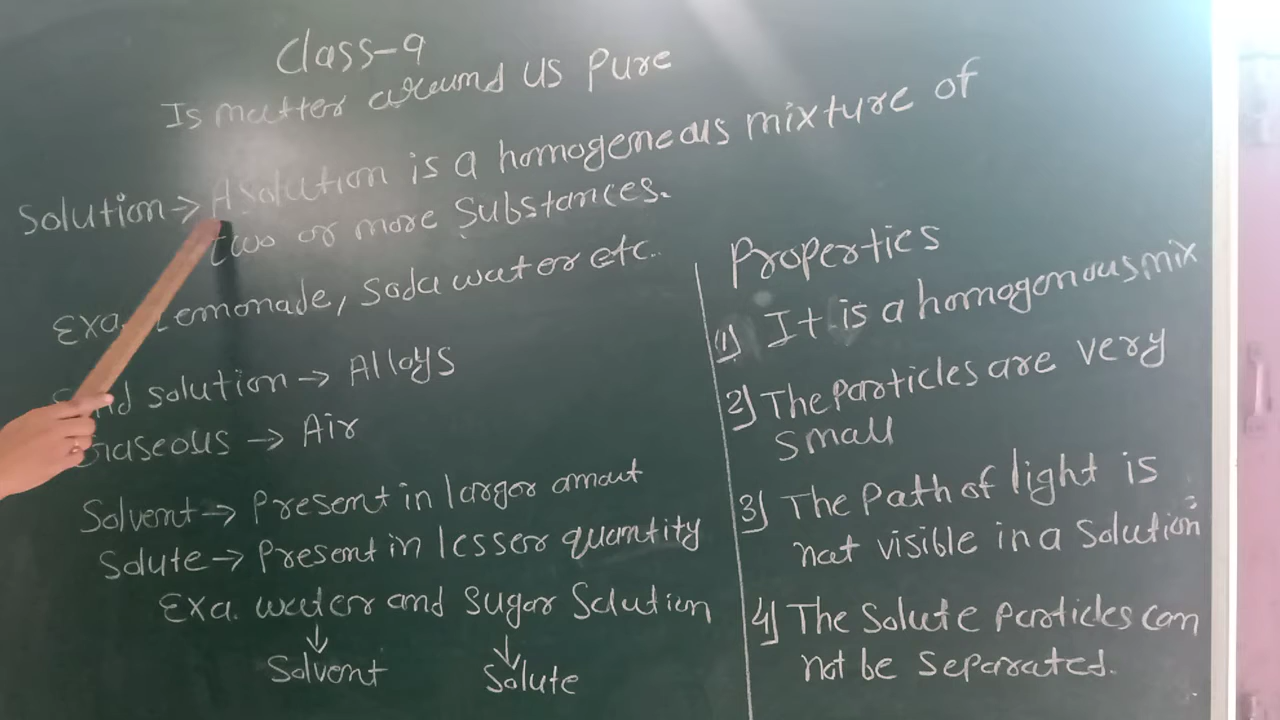 Class-9
Is matter around us Pure
Solution → A solution is a homogeneous mixture of
two or more Substances.
Exa. Lemonade, Soda water etc..
solution → Alloys
Gaseous → Air
Solvent → Present in larger amout
Solute → Present in lesser quantity
Exa. water and sugar Solution
↓ ↓
Solvent Solute
Properties
1) It is a homogenous mix
2) The particles are very
small
3) The Path of light is
not visible in a Solution
4) The Solute particles can
not be separated.